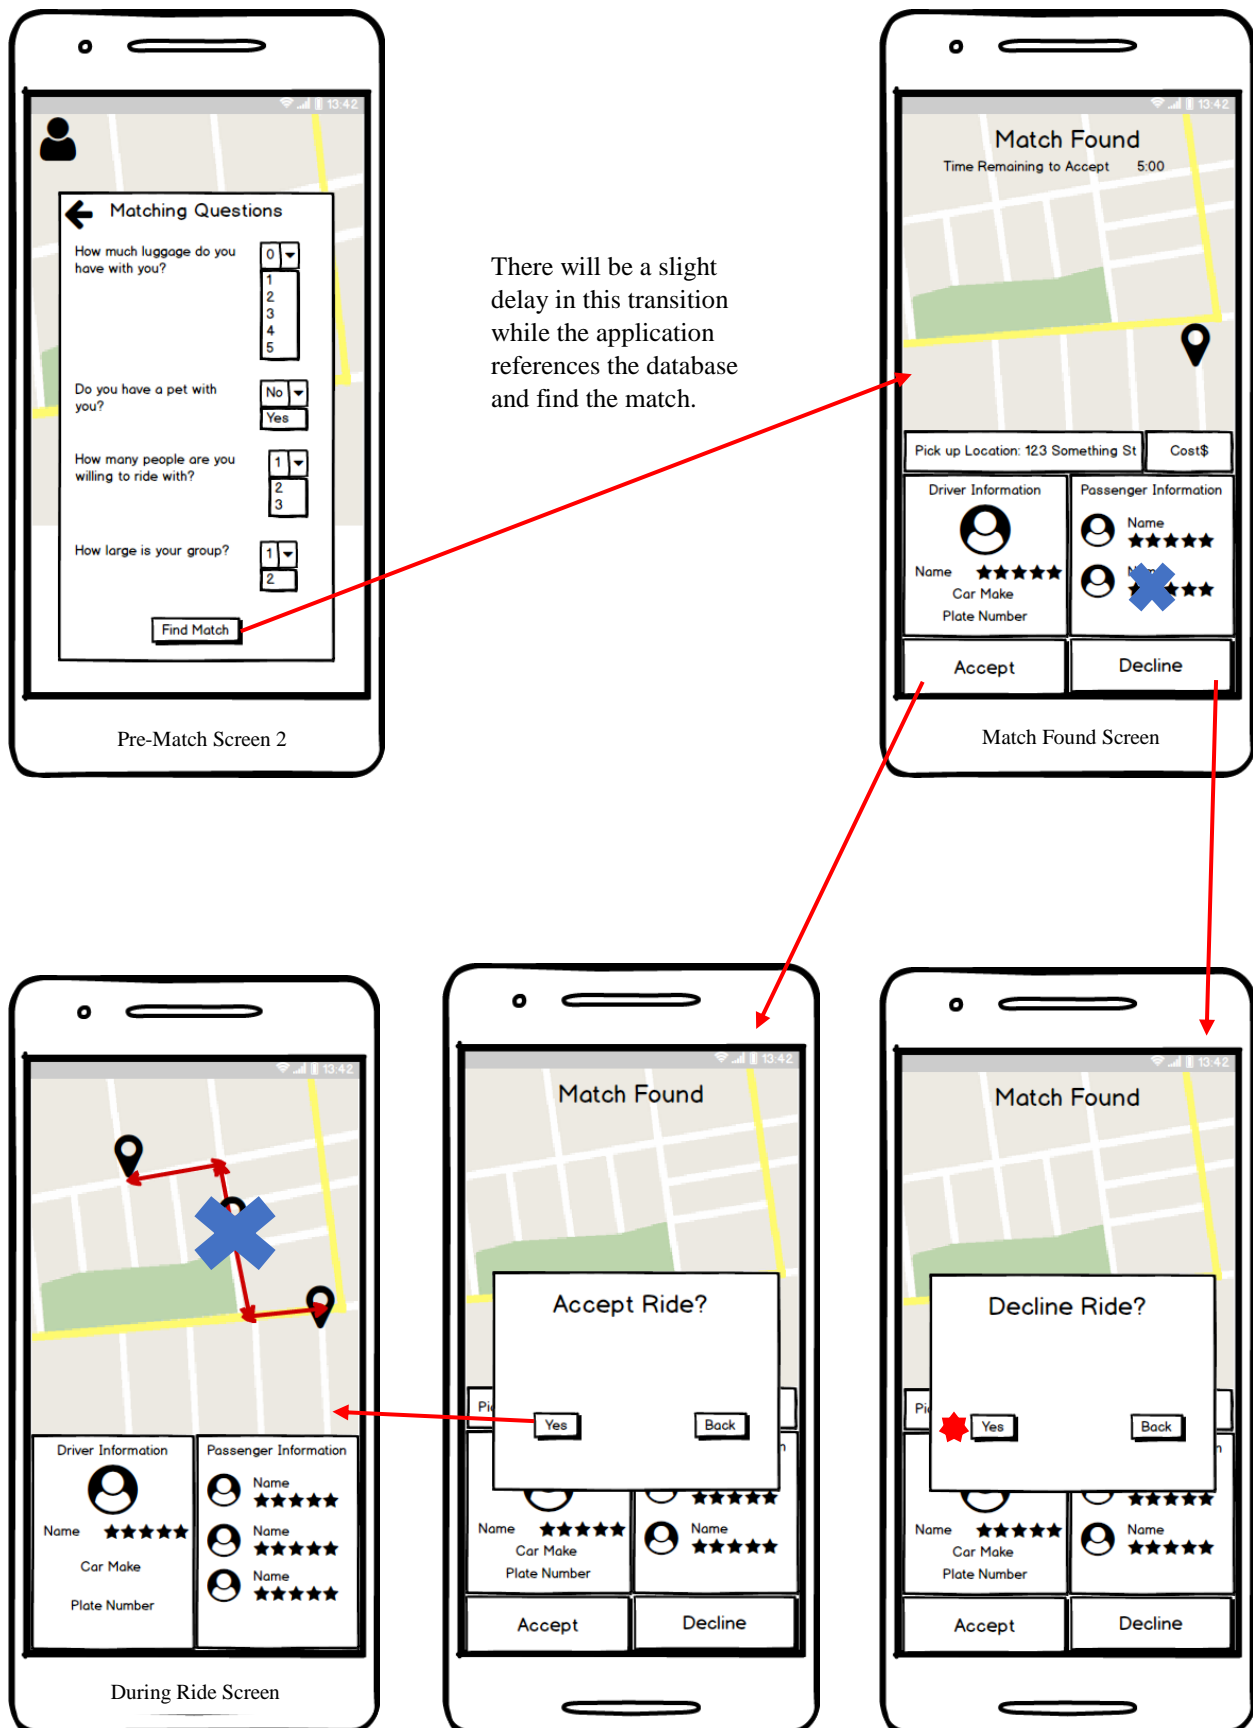 13:42
Matching Questions
How much luggage do you
have with you?
0
1
2
3
4
5
Do you have a pet with
you?
No
Yes
How many people are you
willing to ride with?
1
2
3
How large is your group?
1
2
Find Match
Pre-Match Screen 2
There will be a slight
delay in this transition
while the application
references the database
and find the match.
13:42
Match Found
Time Remaining to Accept 5:00
Pick up Location: 123 Something St
Cost$
Driver Information
Name
Car Make
Plate Number
Passenger Information
Name
Accept
Decline
Match Found Screen
13:42
Driver Information
Name
Car Make
Plate Number
Passenger Information
Name
Name
Name
During Ride Screen
13:42
Match Found
Accept Ride?
Yes
Back
Name
Car Make
Plate Number
Name
Accept
Decline
13:42
Match Found
Decline Ride?
Yes
Back
Name
Car Make
Plate Number
Name
Accept
Decline